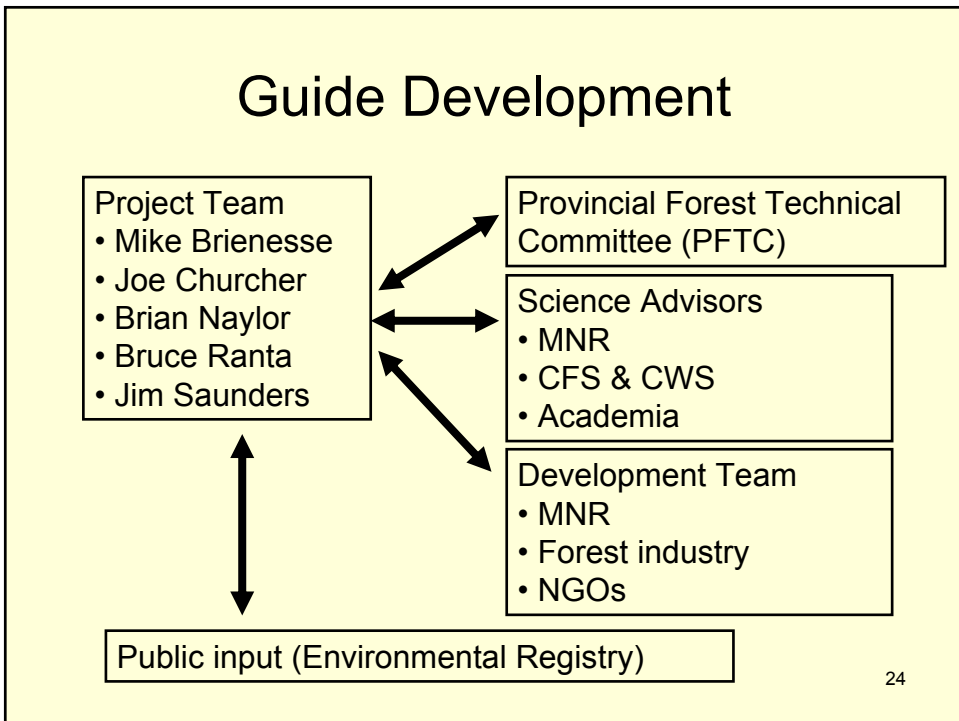 Guide Development
Project Team
• Mike Brienesse
• Joe Churcher
• Brian Naylor
• Bruce Ranta
• Jim Saunders
Provincial Forest Technical
Committee (PFTC)
Science Advisors
• MNR
• CFS & CWS
• Academia
Development Team
• MNR
• Forest industry
• NGOs
Public input (Environmental Registry)
24